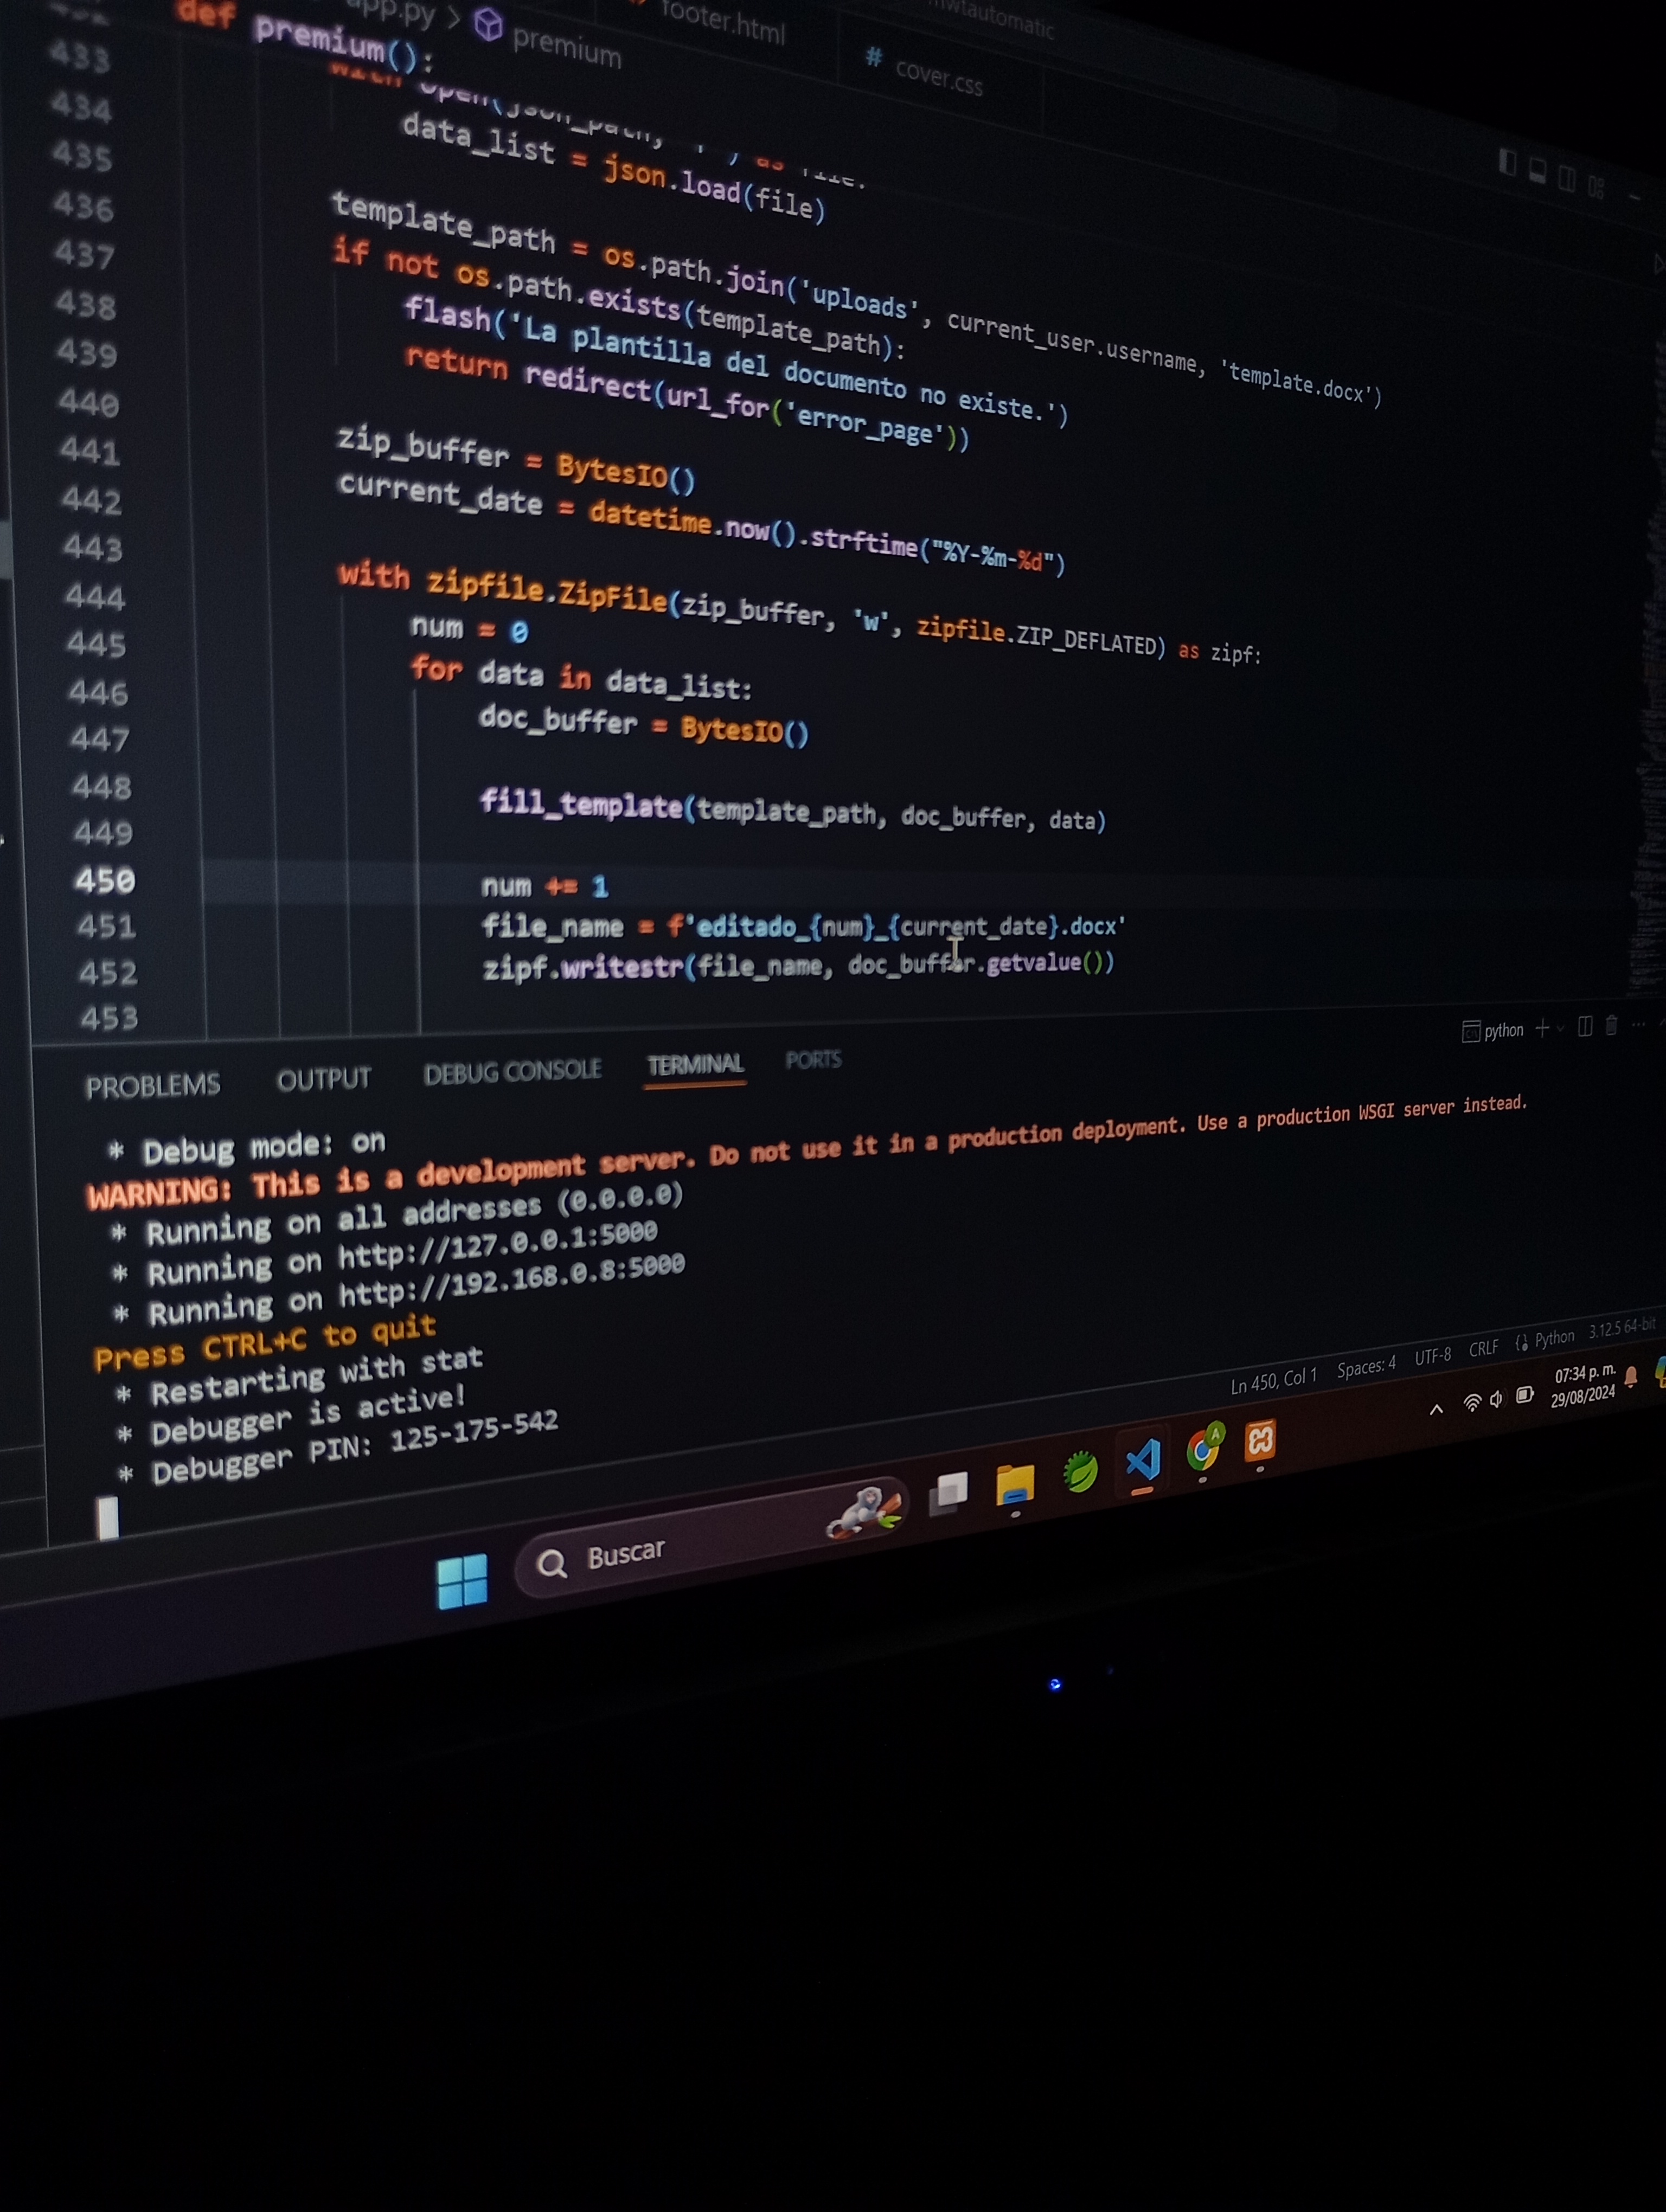 app.py > premium
footer.html
# cover.css
def premium():
433
434
435
436
437
438
439
440
441
442
443
444
445
446
447
448
449
450
451
452
453
with open(json_path, ) as file:
data_list = json.load(file)
template_path = os.path.join('uploads', current_user.username, 'template.docx')
if not os.path.exists(template_path):
flash('La plantilla del documento no existe.')
return redirect(url_for('error_page'))
zip_buffer = BytesIO()
current_date = datetime.now().strftime("%Y-%m-%d")
with zipfile.ZipFile(zip_buffer, 'w', zipfile.ZIP_DEFLATED) as zipf:
num = 0
for data in data_list:
doc_buffer = BytesIO()
fill_template(template_path, doc_buffer, data)
num += 1
file_name = f'editado_{num}_{current_date}.docx'
zipf.writestr(file_name, doc_buffer.getvalue())
python
PROBLEMS OUTPUT DEBUG CONSOLE TERMINAL PORTS
* Debug mode: on
WARNING: This is a development server. Do not use it in a production deployment. Use a production WSGI server instead.
* Running on all addresses (0.0.0.0)
* Running on http://127.0.0.1:5000
* Running on http://192.168.0.8:5000
Press CTRL+C to quit
* Restarting with stat
* Debugger is active!
* Debugger PIN: 125-175-542
Ln 450, Col 1 Spaces: 4 UTF-8 CRLF Python 3.12.5 64-bit
Buscar
A
07:34 p. m.
29/08/2024